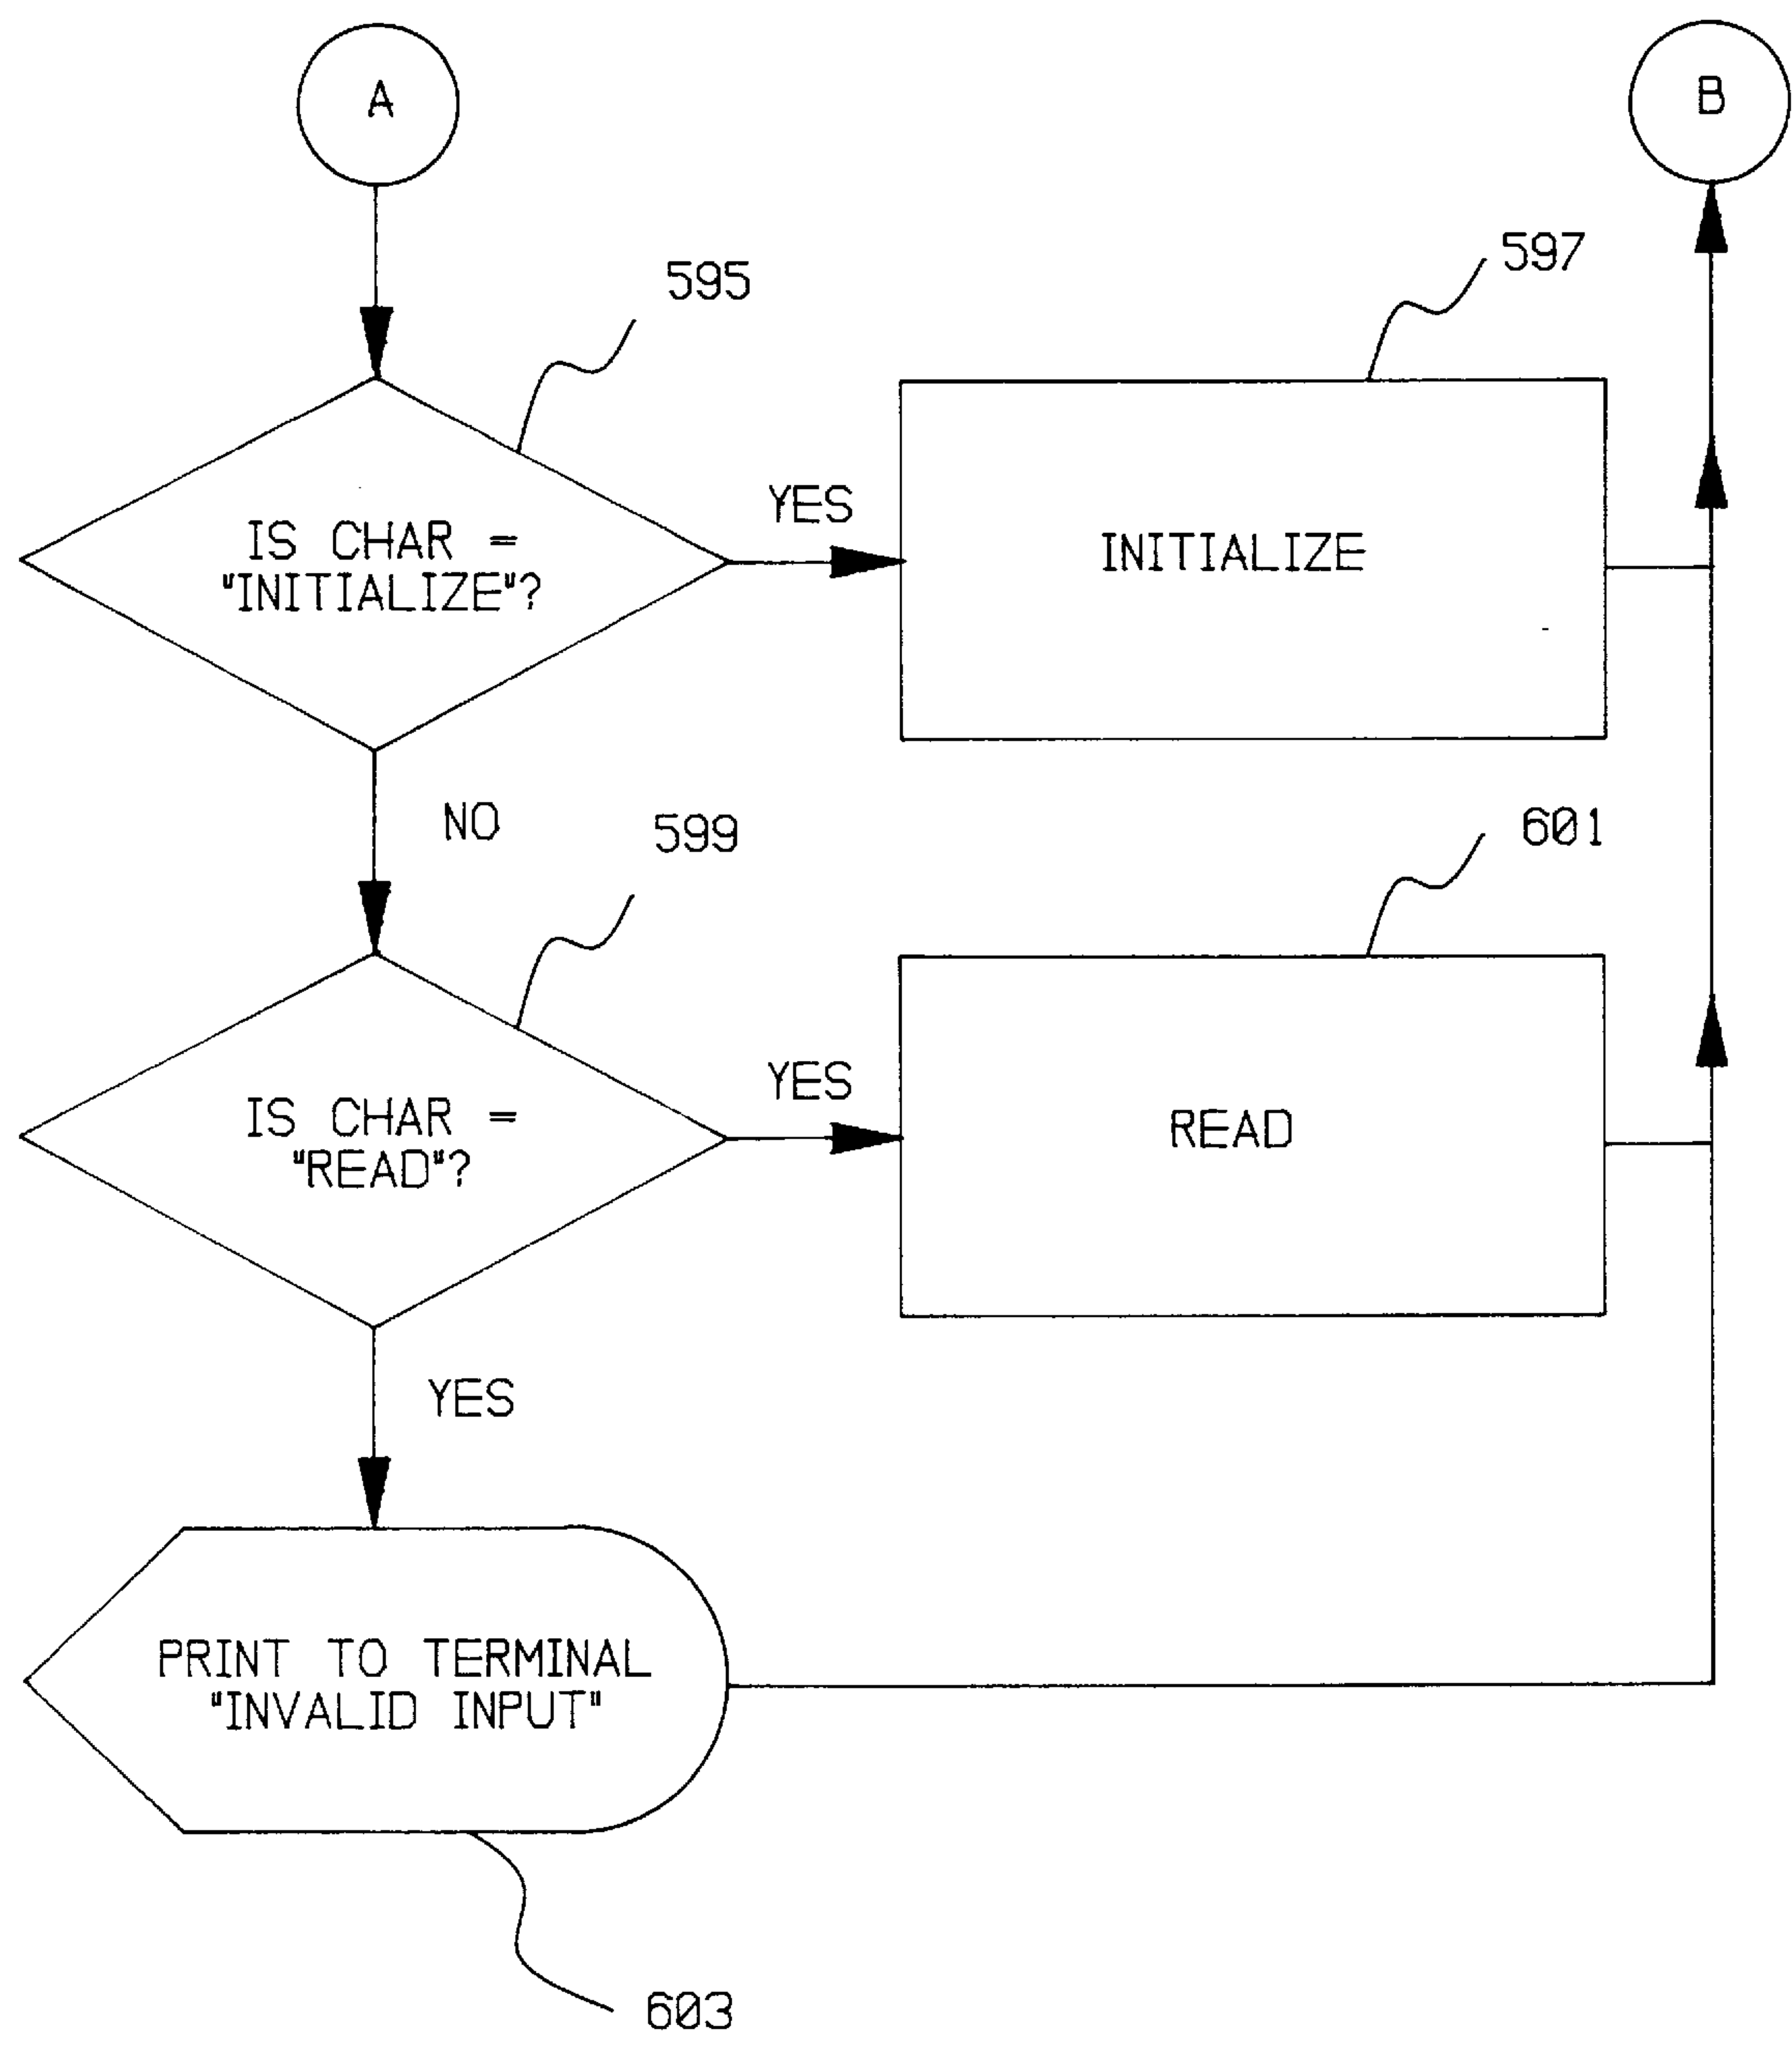 A
B
595
597
IS CHAR =
"INITIALIZE"?
YES
INITIALIZE
NO
599
601
IS CHAR =
"READ"?
YES
READ
YES
PRINT TO TERMINAL
"INVALID INPUT"
603